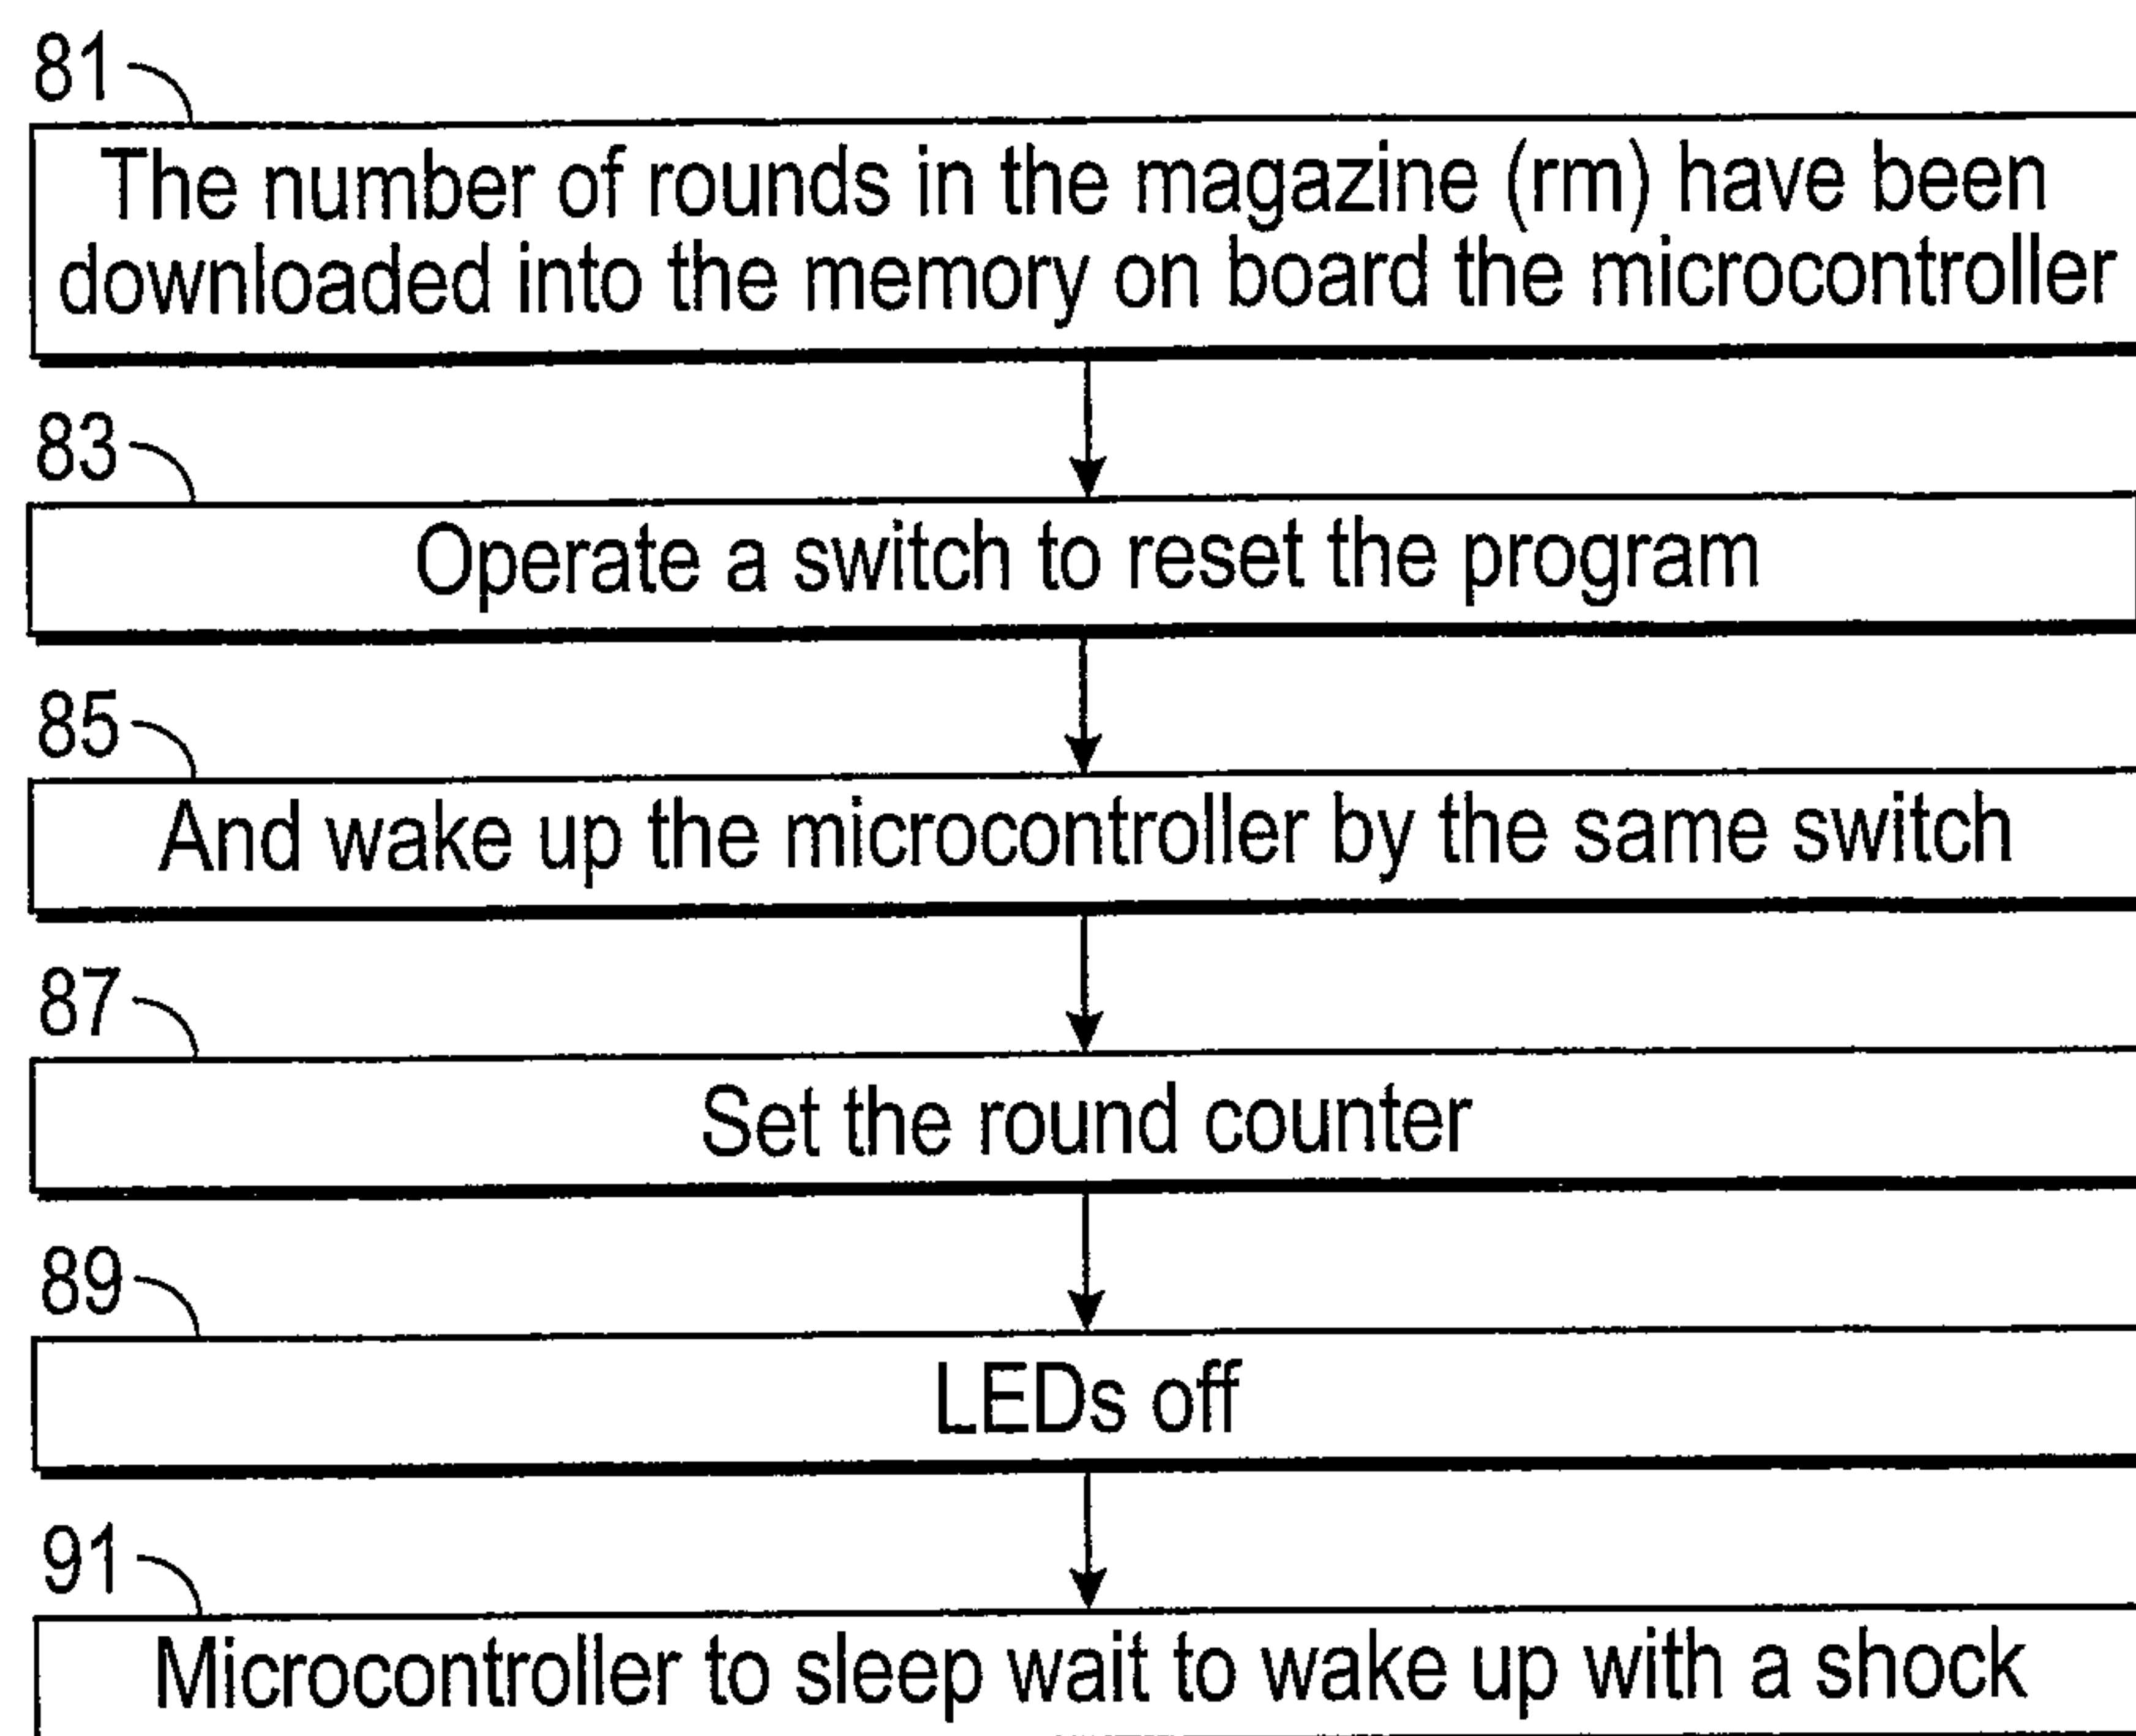 81
The number of rounds in the magazine (rm) have been
downloaded into the memory on board the microcontroller
83
Operate a switch to reset the program
85
And wake up the microcontroller by the same switch
87
Set the round counter
89
LEDs off
91
Microcontroller to sleep wait to wake up with a shock